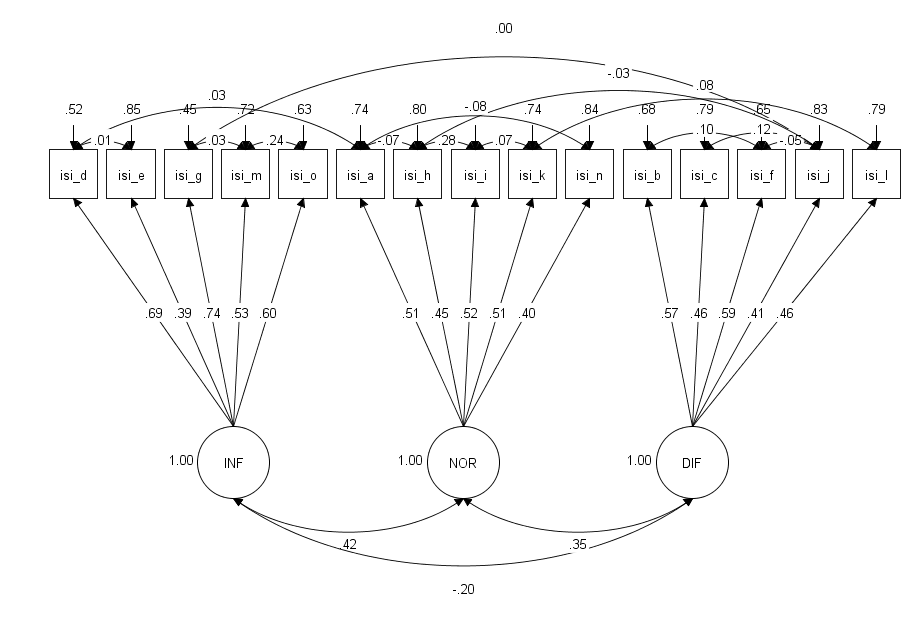 .00
-.03
.08
.03
-.08
.52 .85 .45 .72 .63 .74 .80 .74 .84 .68 .79 .65 .83 .79
.10 .12
.01 .03 .24 -.07 .28 .07 -.05
isi_d isi_e isi_g isi_m isi_o isi_a isi_h isi_i isi_k isi_n isi_b isi_c isi_f isi_j isi_l
.69 .39 .74 .53 .60 .51 .45 .52 .51 .40 .57 .46 .59 .41 .46
1.00 INF 1.00 NOR 1.00 DIF
.42 .35
-.20